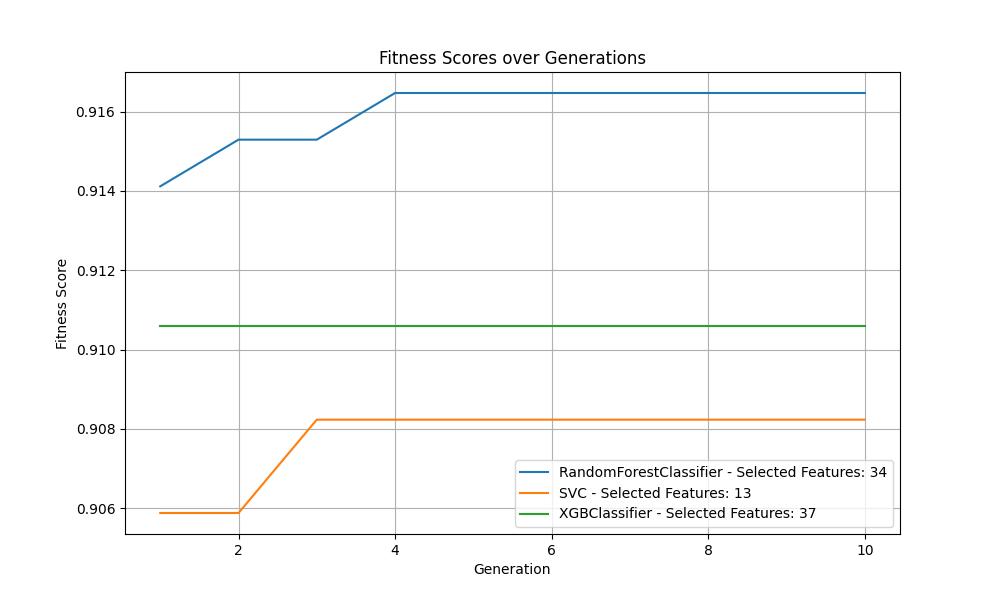 Fitness Scores over Generations
Fitness Score
0.916
0.914
0.912
0.910
0.908
0.906
RandomForestClassifier - Selected Features: 34
SVC - Selected Features: 13
XGBClassifier - Selected Features: 37
2 4 6 8 10
Generation